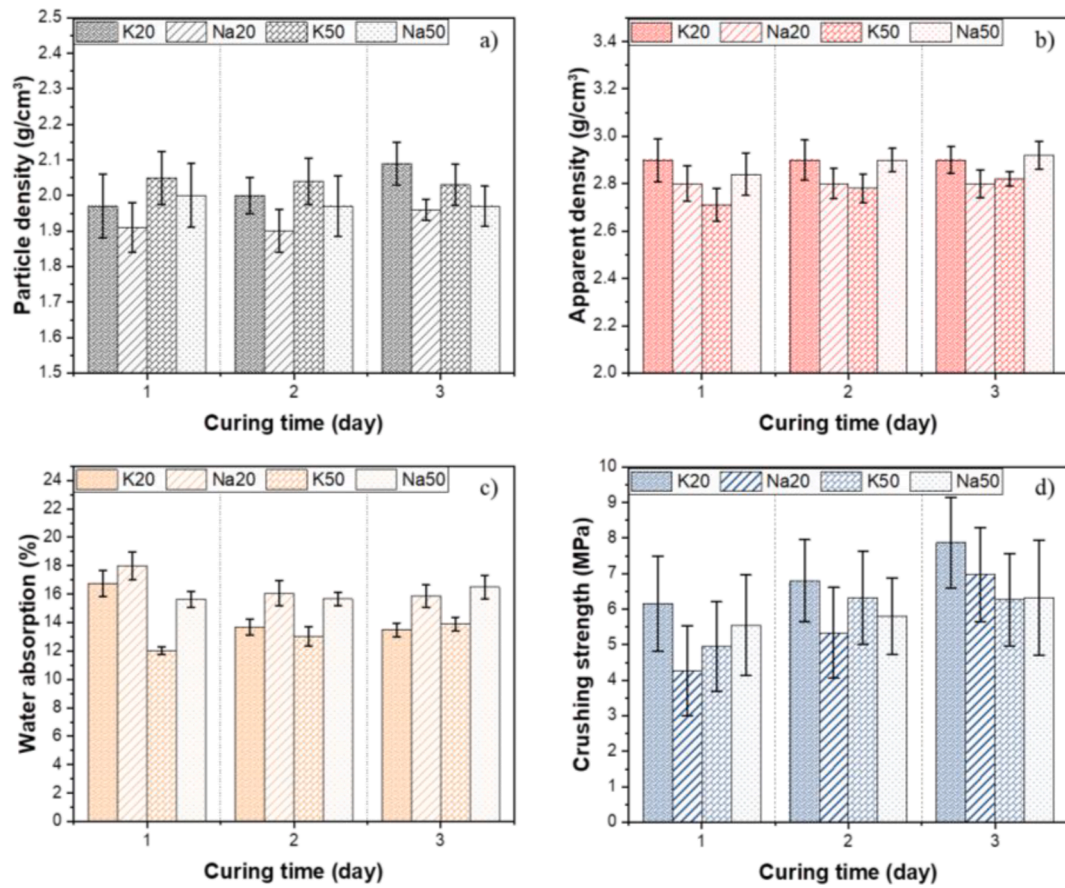 K20 Na20 K50 Na50 a)
Particle density (g/cm³)
2.5
2.4
2.3
2.2
2.1
2.0
1.9
1.8
1.7
1.6
1.5
1 2 3
Curing time (day)
K20 Na20 K50 Na50 b)
Apparent density (g/cm³)
3.4
3.2
3.0
2.8
2.6
2.4
2.2
2.0
1 2 3
Curing time (day)
K20 Na20 K50 Na50 c)
Water absorption (%)
24
22
20
18
16
14
12
10
8
6
4
2
0
1 2 3
Curing time (day)
K20 Na20 K50 Na50 d)
Crushing strength (MPa)
10
9
8
7
6
5
4
3
2
1
0
1 2 3
Curing time (day)